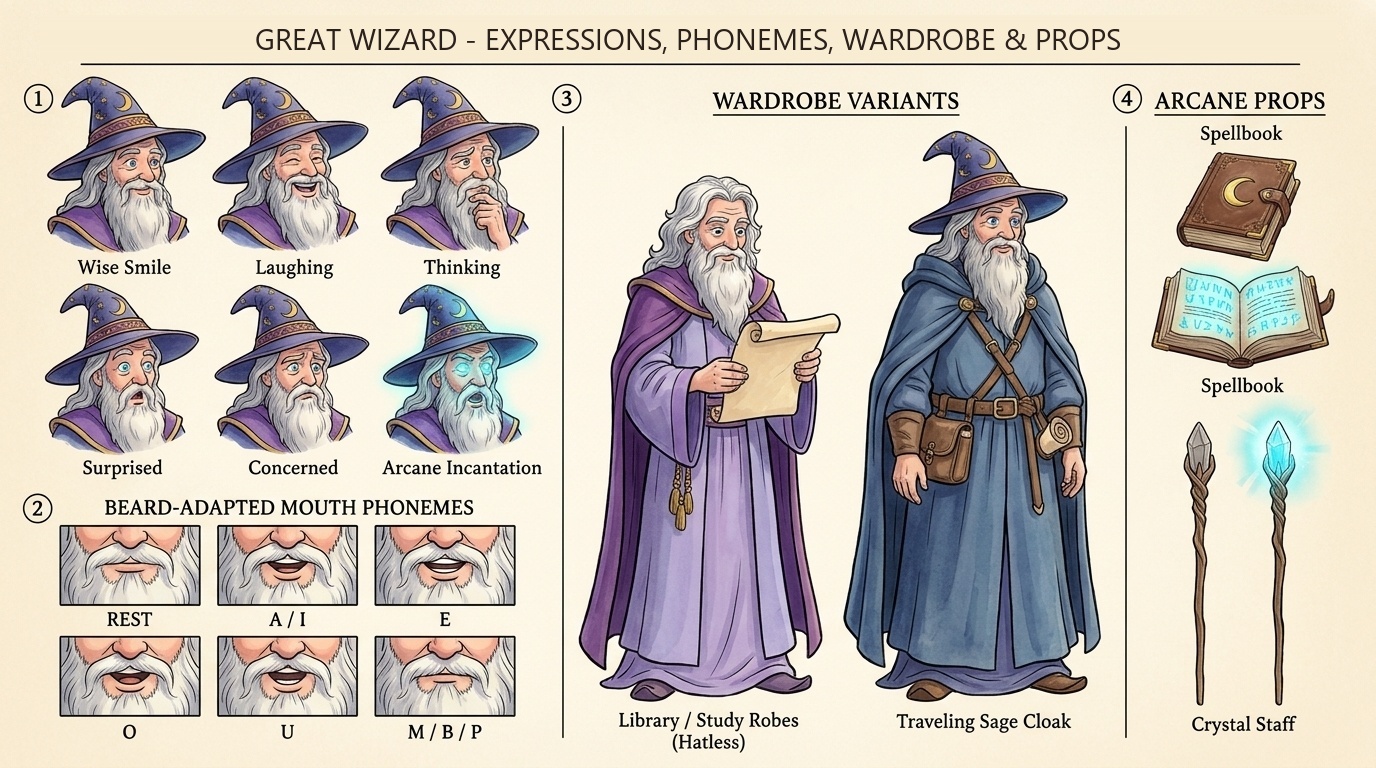 GREAT WIZARD - EXPRESSIONS, PHONEMES, WARDROBE & PROPS
1
Wise Smile
Laughing
Thinking
Surprised
Concerned
Arcane Incantation
2
BEARD-ADAPTED MOUTH PHONEMES
REST
A / I
E
O
U
M / B / P
3
WARDROBE VARIANTS
Library / Study Robes
(Hatless)
Traveling Sage Cloak
4
ARCANE PROPS
Spellbook
Spellbook
Crystal Staff